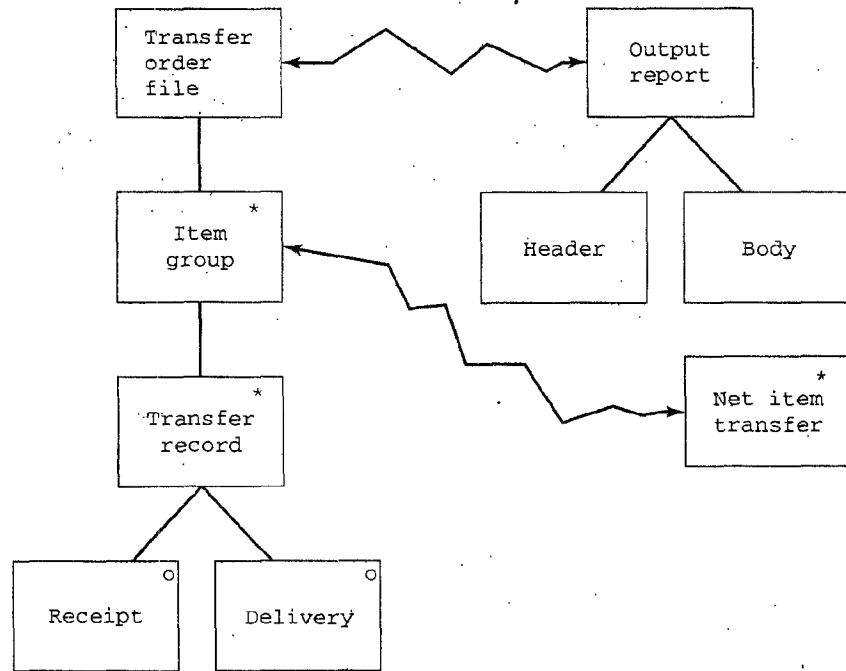 Transfer
order
file
Output
report
*
Item
group
Header
Body
*
Transfer
record
*
Net item
transfer
o
Receipt
o
Delivery